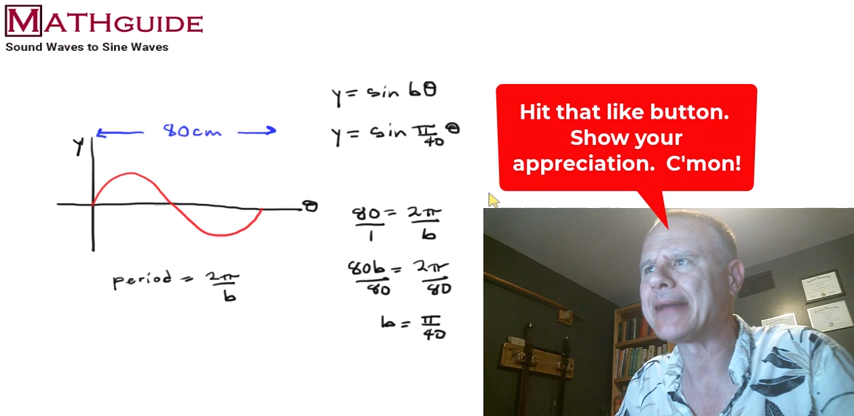 MATHGUIDE
Sound Waves to Sine Waves
80cm
y
θ
period = 2π/b
y = sin bθ
y = sin π/40 θ
80/1 = 2π/b
80b/80 = 2π/80
b = π/40
Hit that like button.
Show your
appreciation. C'mon!